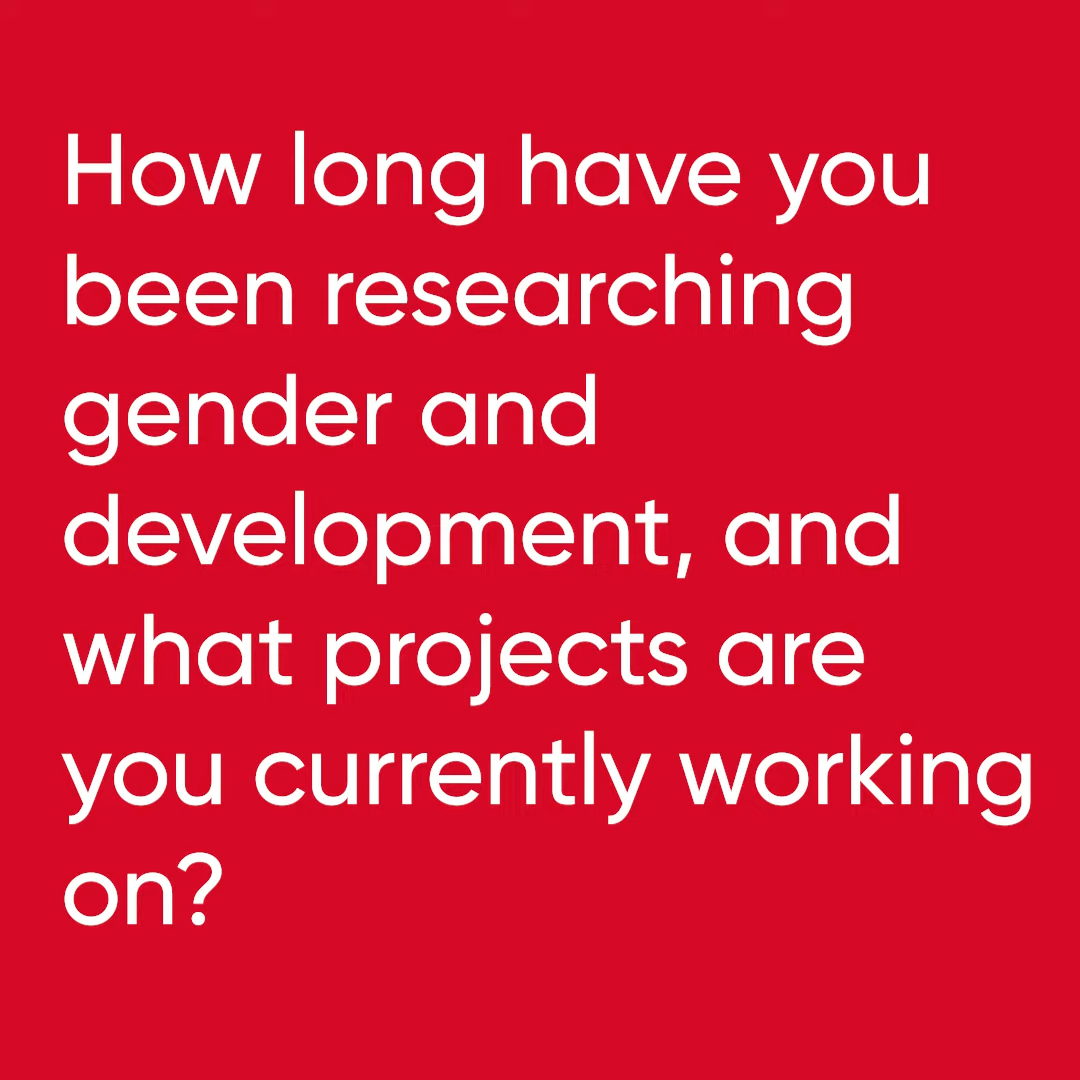 How long have you
been researching
gender and
development, and
what projects are
you currently working
on?